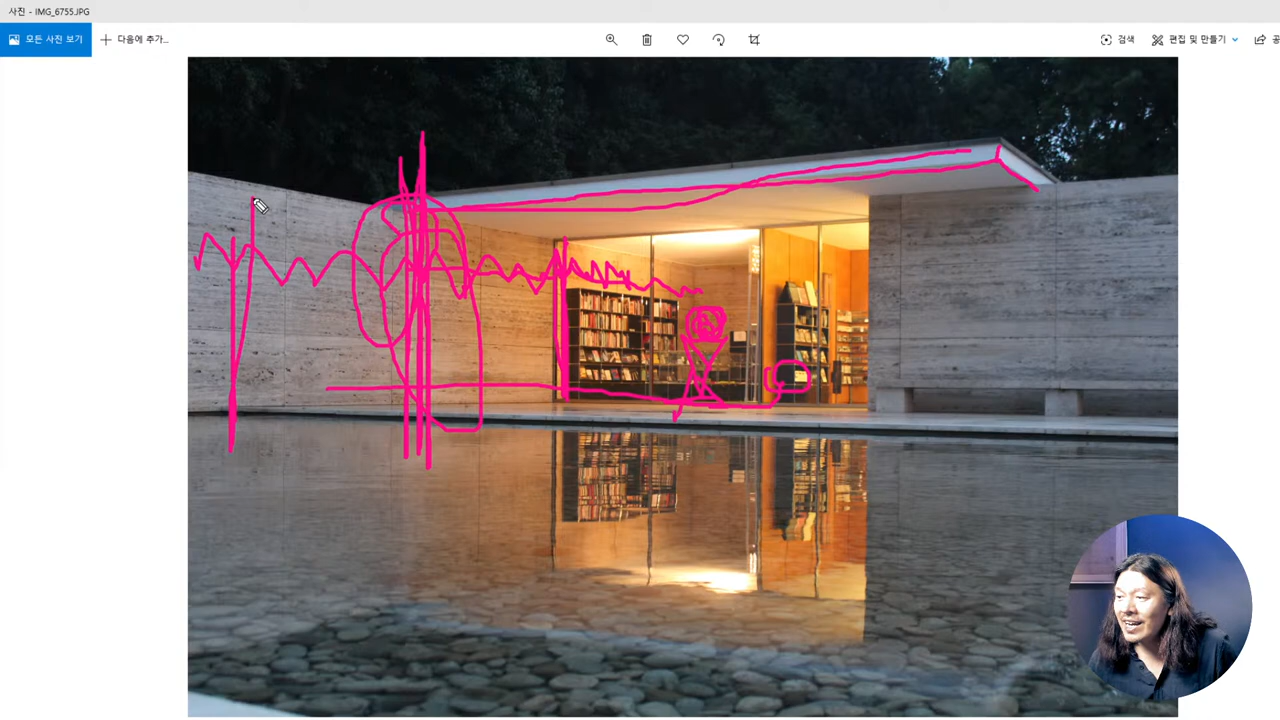 사진 - IMG_6755.JPG
모든 사진 보기
다음에 추가...
검색
편집 및 만들기
공